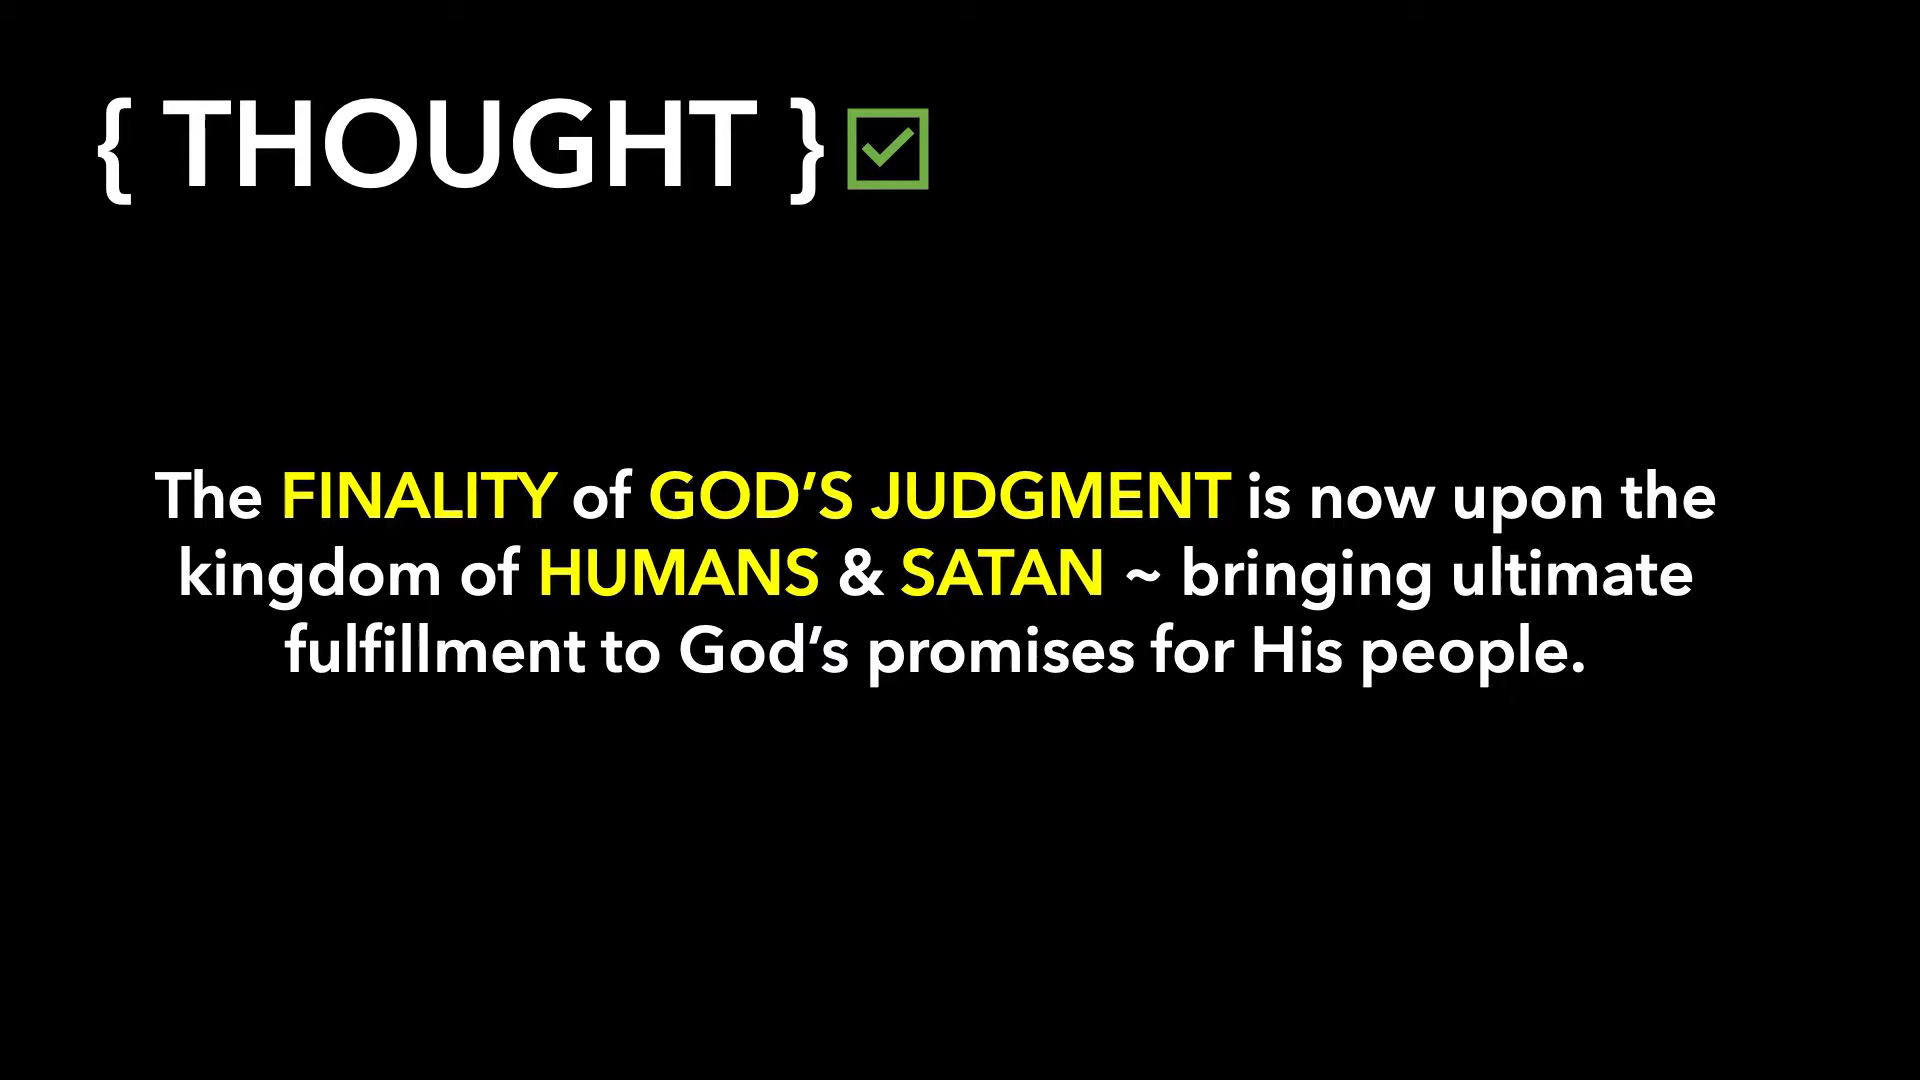 { THOUGHT }
The FINALITY of GOD’S JUDGMENT is now upon the
kingdom of HUMANS & SATAN ~ bringing ultimate
fulfillment to God’s promises for His people.